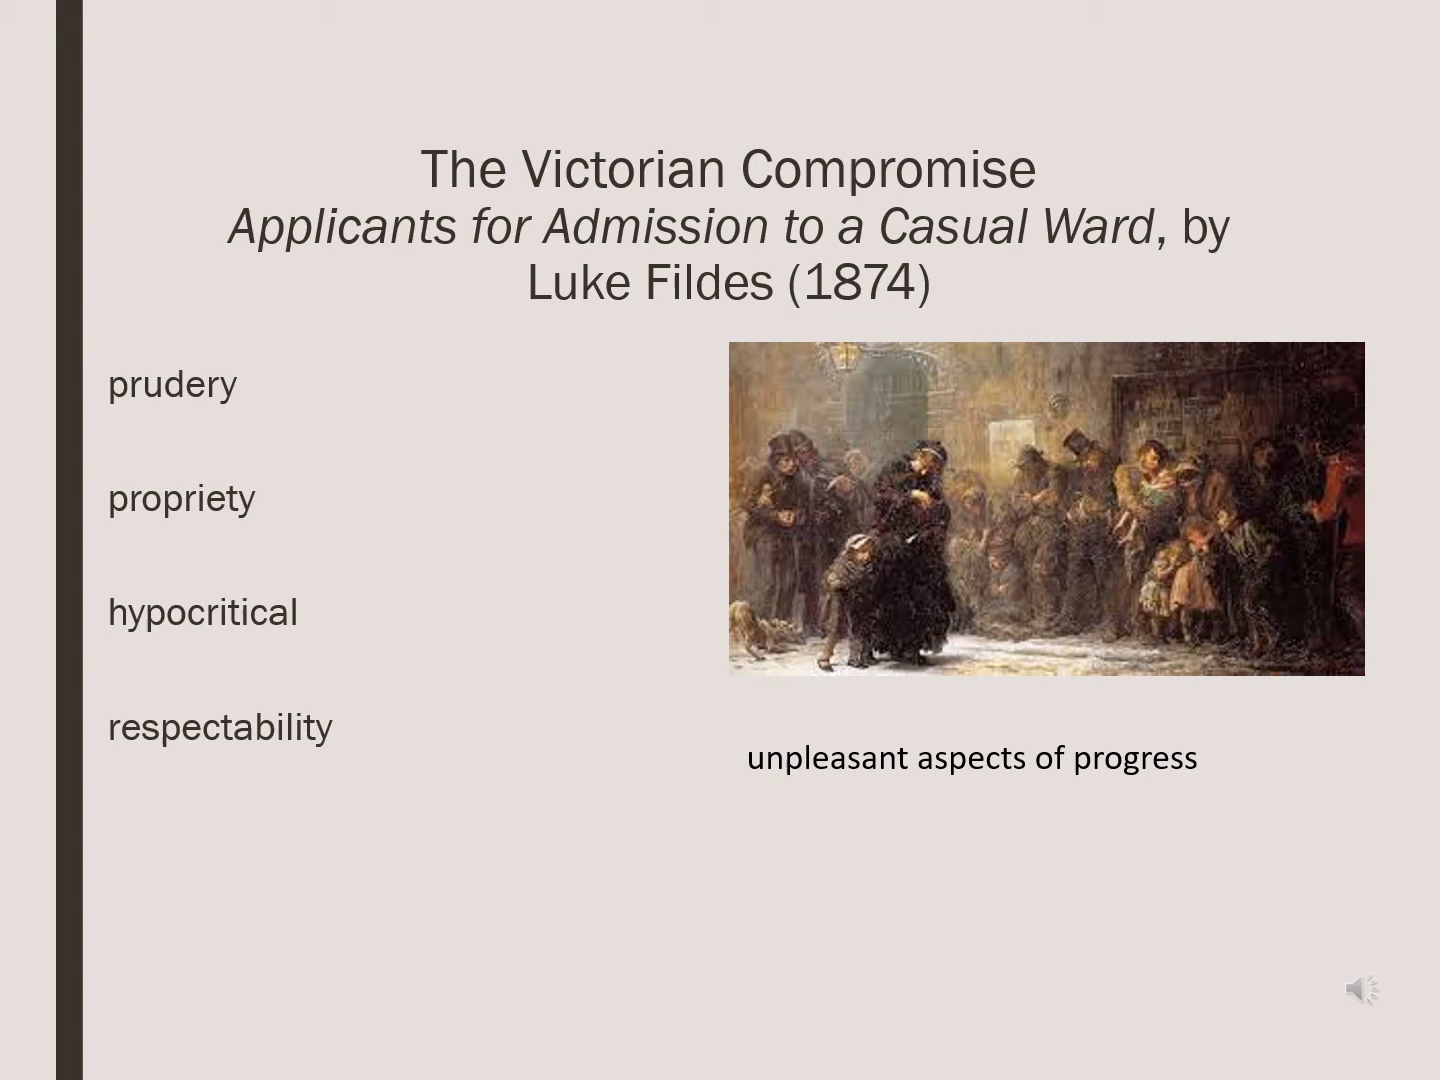 The Victorian Compromise
Applicants for Admission to a Casual Ward, by
Luke Fildes (1874)
prudery
propriety
hypocritical
respectability
unpleasant aspects of progress